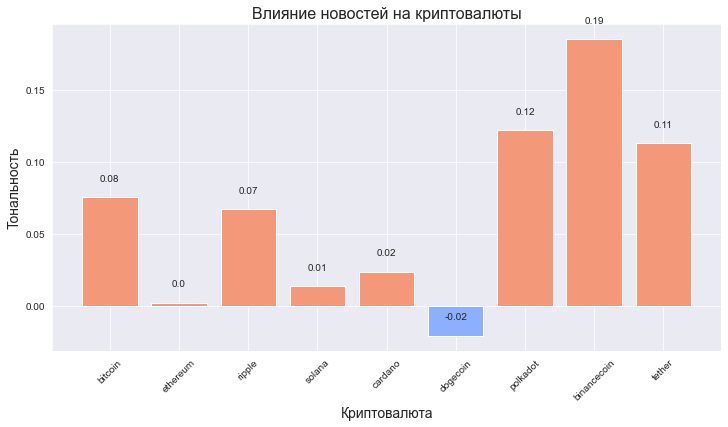 Влияние новостей на криптовалюты
Тональность
0.15
0.10
0.05
0.00
0.08
0.0
0.07
0.01
0.02
-0.02
0.12
0.19
0.11
bitcoin
ethereum
ripple
solana
cardano
dogecoin
polkadot
binancecoin
tether
Криптовалюта